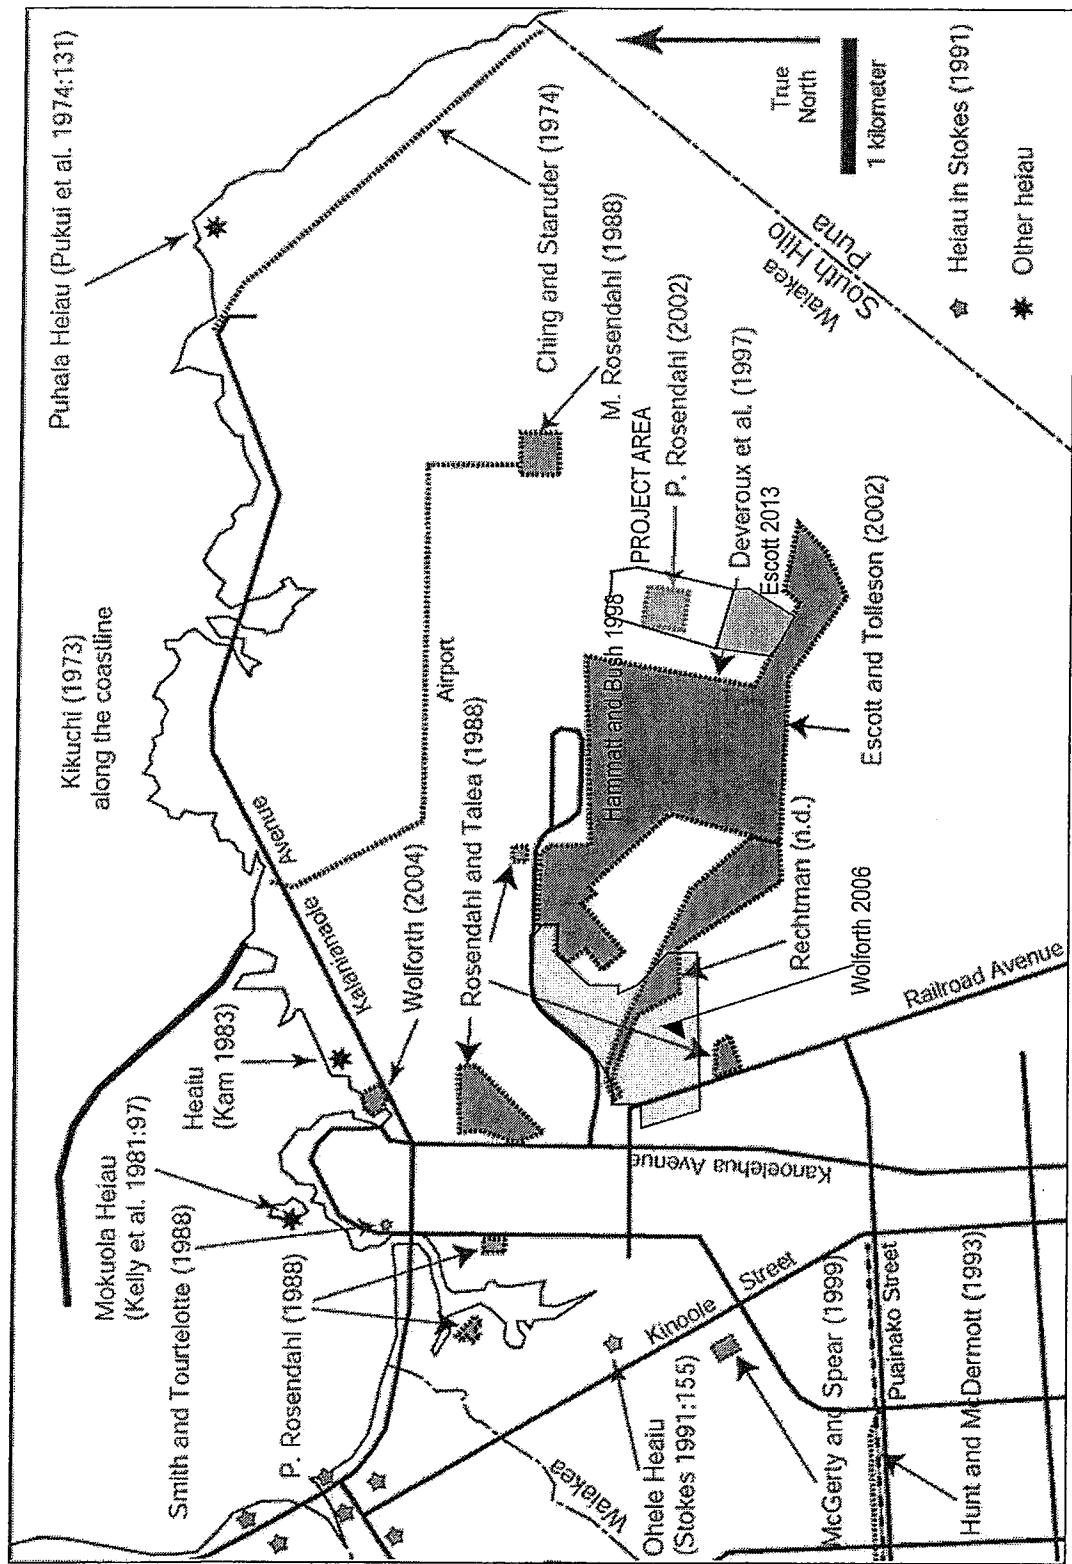 Puhala Heiau (Pukui et al. 1974:131)
Kikuchi (1973)
along the coastline
Heaiu
(Kam 1983)
Mokuola Heiau
(Kelly et al. 1981:97)
Smith and Tourtelotte (1988)
P. Rosendahl (1988)
Kalanianaole Avenue
Wolforth (2004)
Rosendahl and Talea (1988)
Airport
Ching and Staruder (1974)
M. Rosendahl (1988)
PROJECT AREA
P. Rosendahl (2002)
Deveroux et al. (1997)
Escott 2013
Hammatt and Bush 1998
Escott and Tolleson (2002)
Rechtman (n.d.)
Wolforth 2006
Railroad Avenue
Kanoelehua Avenue
Kinoole Street
Puainako Street
Waiakea
Ohele Heaiu
(Stokes 1991:155)
McGerty and Spear (1999)
Hunt and McDermott (1993)
Waiakea
South Hilo
Puna
True
North
1 kilometer
Heiau in Stokes (1991)
Other heiau